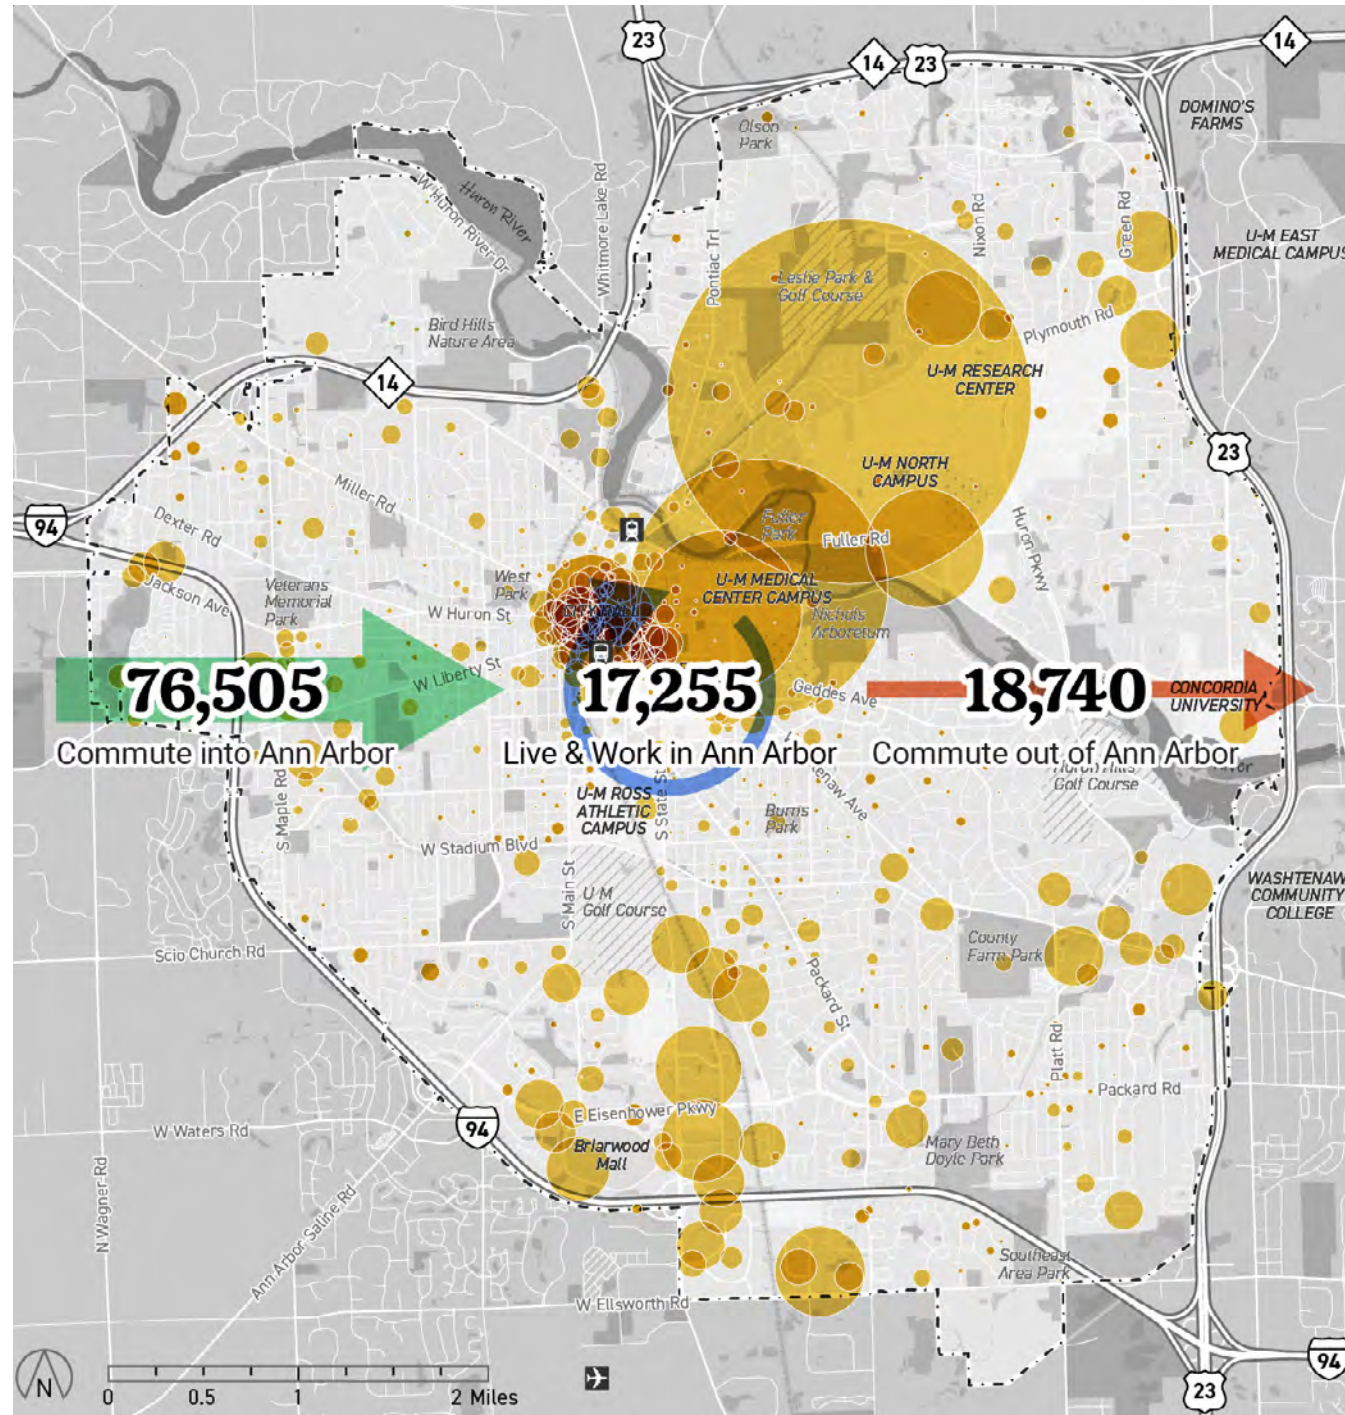 23
14
23
14
DOMINO'S
FARMS
Olson
Park
Whitmore Lake Rd
W Huron River Dr
Huron River
Pontiac Trl
Nixon Rd
Green Rd
U-M EAST
MEDICAL CAMPUS
Leslie Park &
Golf Course
Bird Hills
Nature Area
Plymouth Rd
14
U-M RESEARCH
CENTER
23
U-M NORTH
CAMPUS
Miller Rd
94
Dexter Rd
Fuller
Park
Fuller Rd
Huron Pkwy
Jackson Ave
Veterans
Memorial
Park
West
Park
W Huron St
U-M MEDICAL
CENTER CAMPUS
Nichols
Arboretum
W Liberty St
Geddes Ave
76,505
17,255
18,740
CONCORDIA
UNIVERSITY
Commute into Ann Arbor
Live & Work in Ann Arbor
Commute out of Ann Arbor
Huron Hills
Golf Course
S Maple Rd
U-M ROSS
ATHLETIC
CAMPUS
S State St
Burns
Park
W Stadium Blvd
S Main St
U-M
Golf Course
WASHTENAW
COMMUNITY
COLLEGE
Scio Church Rd
County
Farm Park
Packard St
Platt Rd
Packard Rd
E Eisenhower Pkwy
94
W Waters Rd
Briarwood
Mall
Mary Beth
Doyle Park
N Wagner Rd
Ann Arbor Saline Rd
Southeast
Area Park
W Ellsworth Rd
N
0 0.5 1 2 Miles
23
94